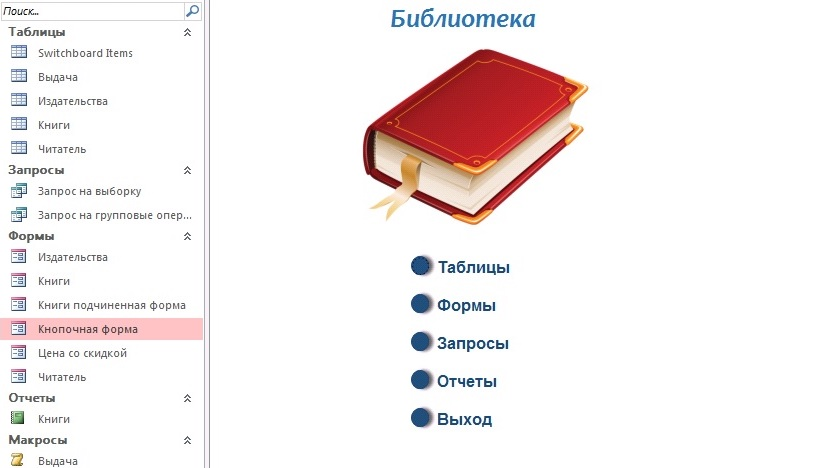 Поиск...
Таблицы
Switchboard Items
Выдача
Издательства
Книги
Читатель
Запросы
Запрос на выборку
Запрос на групповые опер...
Формы
Издательства
Книги
Книги подчиненная форма
Кнопочная форма
Цена со скидкой
Читатель
Отчеты
Книги
Макросы
Выдача
Библиотека
Таблицы
Формы
Запросы
Отчеты
Выход